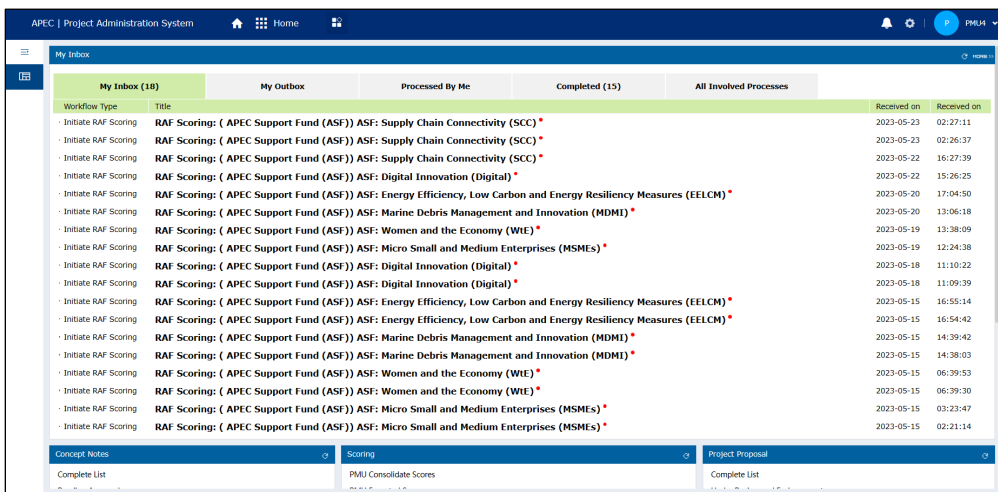 APEC | Project Administration System Home P PMU4
My Inbox MORE >>
My Inbox (18) My Outbox Processed By Me Completed (15) All Involved Processes
Workflow Type Title Received on Received on
· Initiate RAF Scoring RAF Scoring: ( APEC Support Fund (ASF)) ASF: Supply Chain Connectivity (SCC) 2023-05-23 02:27:11
· Initiate RAF Scoring RAF Scoring: ( APEC Support Fund (ASF)) ASF: Supply Chain Connectivity (SCC) 2023-05-23 02:26:37
· Initiate RAF Scoring RAF Scoring: ( APEC Support Fund (ASF)) ASF: Supply Chain Connectivity (SCC) 2023-05-22 16:27:39
· Initiate RAF Scoring RAF Scoring: ( APEC Support Fund (ASF)) ASF: Digital Innovation (Digital) 2023-05-22 15:26:25
· Initiate RAF Scoring RAF Scoring: ( APEC Support Fund (ASF)) ASF: Energy Efficiency, Low Carbon and Energy Resiliency Measures (EELCM) 2023-05-20 17:04:50
· Initiate RAF Scoring RAF Scoring: ( APEC Support Fund (ASF)) ASF: Marine Debris Management and Innovation (MDMI) 2023-05-20 13:06:18
· Initiate RAF Scoring RAF Scoring: ( APEC Support Fund (ASF)) ASF: Women and the Economy (WtE) 2023-05-19 13:38:09
· Initiate RAF Scoring RAF Scoring: ( APEC Support Fund (ASF)) ASF: Micro Small and Medium Enterprises (MSMEs) 2023-05-19 12:24:38
· Initiate RAF Scoring RAF Scoring: ( APEC Support Fund (ASF)) ASF: Digital Innovation (Digital) 2023-05-18 11:10:22
· Initiate RAF Scoring RAF Scoring: ( APEC Support Fund (ASF)) ASF: Digital Innovation (Digital) 2023-05-18 11:09:39
· Initiate RAF Scoring RAF Scoring: ( APEC Support Fund (ASF)) ASF: Energy Efficiency, Low Carbon and Energy Resiliency Measures (EELCM) 2023-05-15 16:55:14
· Initiate RAF Scoring RAF Scoring: ( APEC Support Fund (ASF)) ASF: Energy Efficiency, Low Carbon and Energy Resiliency Measures (EELCM) 2023-05-15 16:54:42
· Initiate RAF Scoring RAF Scoring: ( APEC Support Fund (ASF)) ASF: Marine Debris Management and Innovation (MDMI) 2023-05-15 14:39:42
· Initiate RAF Scoring RAF Scoring: ( APEC Support Fund (ASF)) ASF: Marine Debris Management and Innovation (MDMI) 2023-05-15 14:38:03
· Initiate RAF Scoring RAF Scoring: ( APEC Support Fund (ASF)) ASF: Women and the Economy (WtE) 2023-05-15 06:39:53
· Initiate RAF Scoring RAF Scoring: ( APEC Support Fund (ASF)) ASF: Women and the Economy (WtE) 2023-05-15 06:39:30
· Initiate RAF Scoring RAF Scoring: ( APEC Support Fund (ASF)) ASF: Micro Small and Medium Enterprises (MSMEs) 2023-05-15 03:23:47
· Initiate RAF Scoring RAF Scoring: ( APEC Support Fund (ASF)) ASF: Micro Small and Medium Enterprises (MSMEs) 2023-05-15 02:21:14
Concept Notes Scoring Project Proposal
Complete List PMU Consolidate Scores Complete List